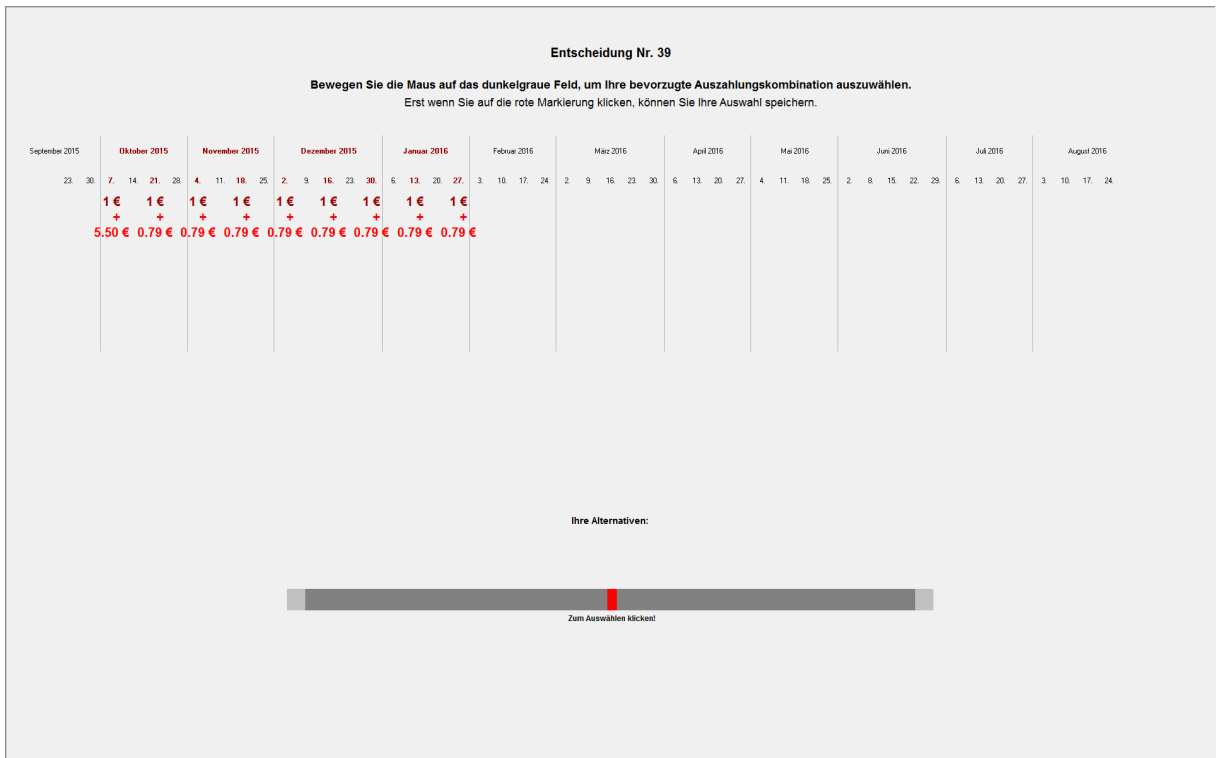 Entscheidung Nr. 39
Bewegen Sie die Maus auf das dunkelgraue Feld, um Ihre bevorzugte Auszahlungskombination auszuwählen.
Erst wenn Sie auf die rote Markierung klicken, können Sie Ihre Auswahl speichern.
September 2015 Oktober 2015 November 2015 Dezember 2015 Januar 2016 Februar 2016 März 2016 April 2016 Mai 2016 Juni 2016 Juli 2016 August 2016
23. 30. 7. 14. 21. 28. 4. 11. 18. 25. 2. 9. 16. 23. 30. 6. 13. 20. 27. 3. 10. 17. 24. 2. 9. 16. 23. 30. 6. 13. 20. 27. 4. 11. 18. 25. 2. 8. 15. 22. 29. 6. 13. 20. 27. 3. 10. 17. 24.
1 € 1 € 1 € 1 € 1 € 1 € 1 € 1 € 1 €
+ + + + + + + + +
5.50 € 0.79 € 0.79 € 0.79 € 0.79 € 0.79 € 0.79 € 0.79 € 0.79 €
Ihre Alternativen:
Zum Auswählen klicken!